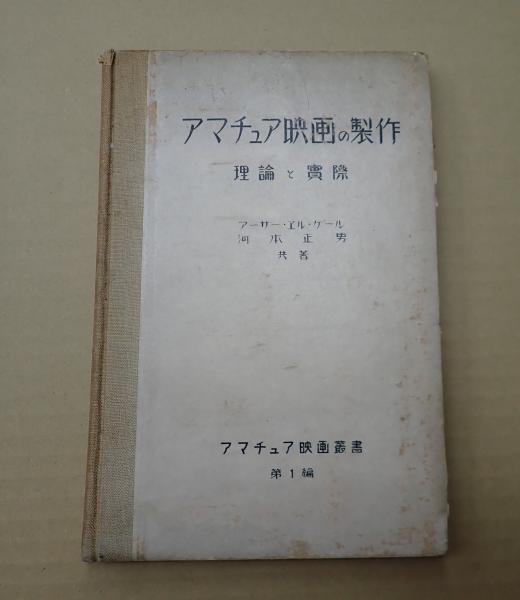 アマチュア映画の製作
理論と實際
アーサー・エル・ゲール
河本正男
共著
アマチュア映画叢書
第1編